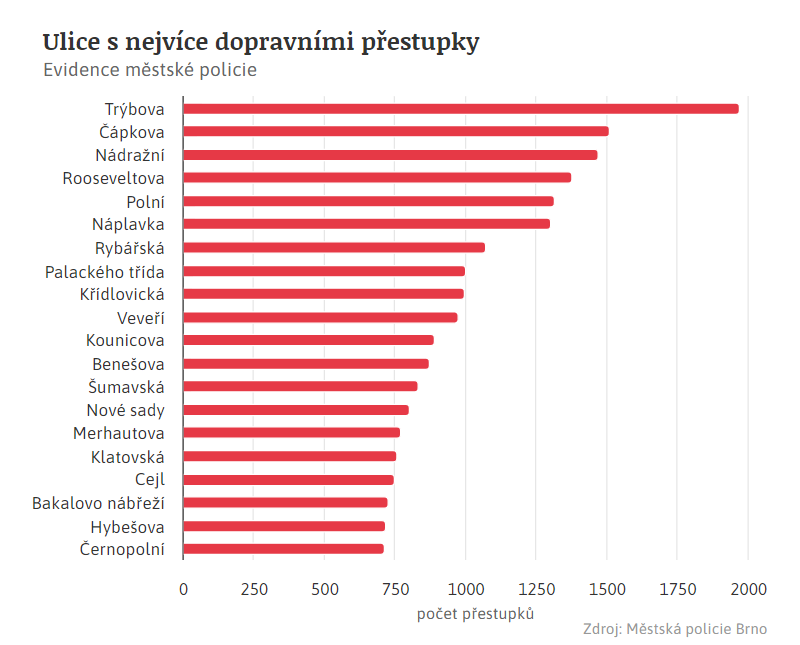 Ulice s nejvíce dopravními přestupky
Evidence městské policie
Trýbova
Čápkova
Nádražní
Rooseveltova
Polní
Náplavka
Rybářská
Palackého třída
Křídlovická
Veveří
Kounicova
Benešova
Šumavská
Nové sady
Merhautova
Klatovská
Cejl
Bakalovo nábřeží
Hybešova
Černopolní
0 250 500 750 1000 1250 1500 1750 2000
počet přestupků
Zdroj: Městská policie Brno